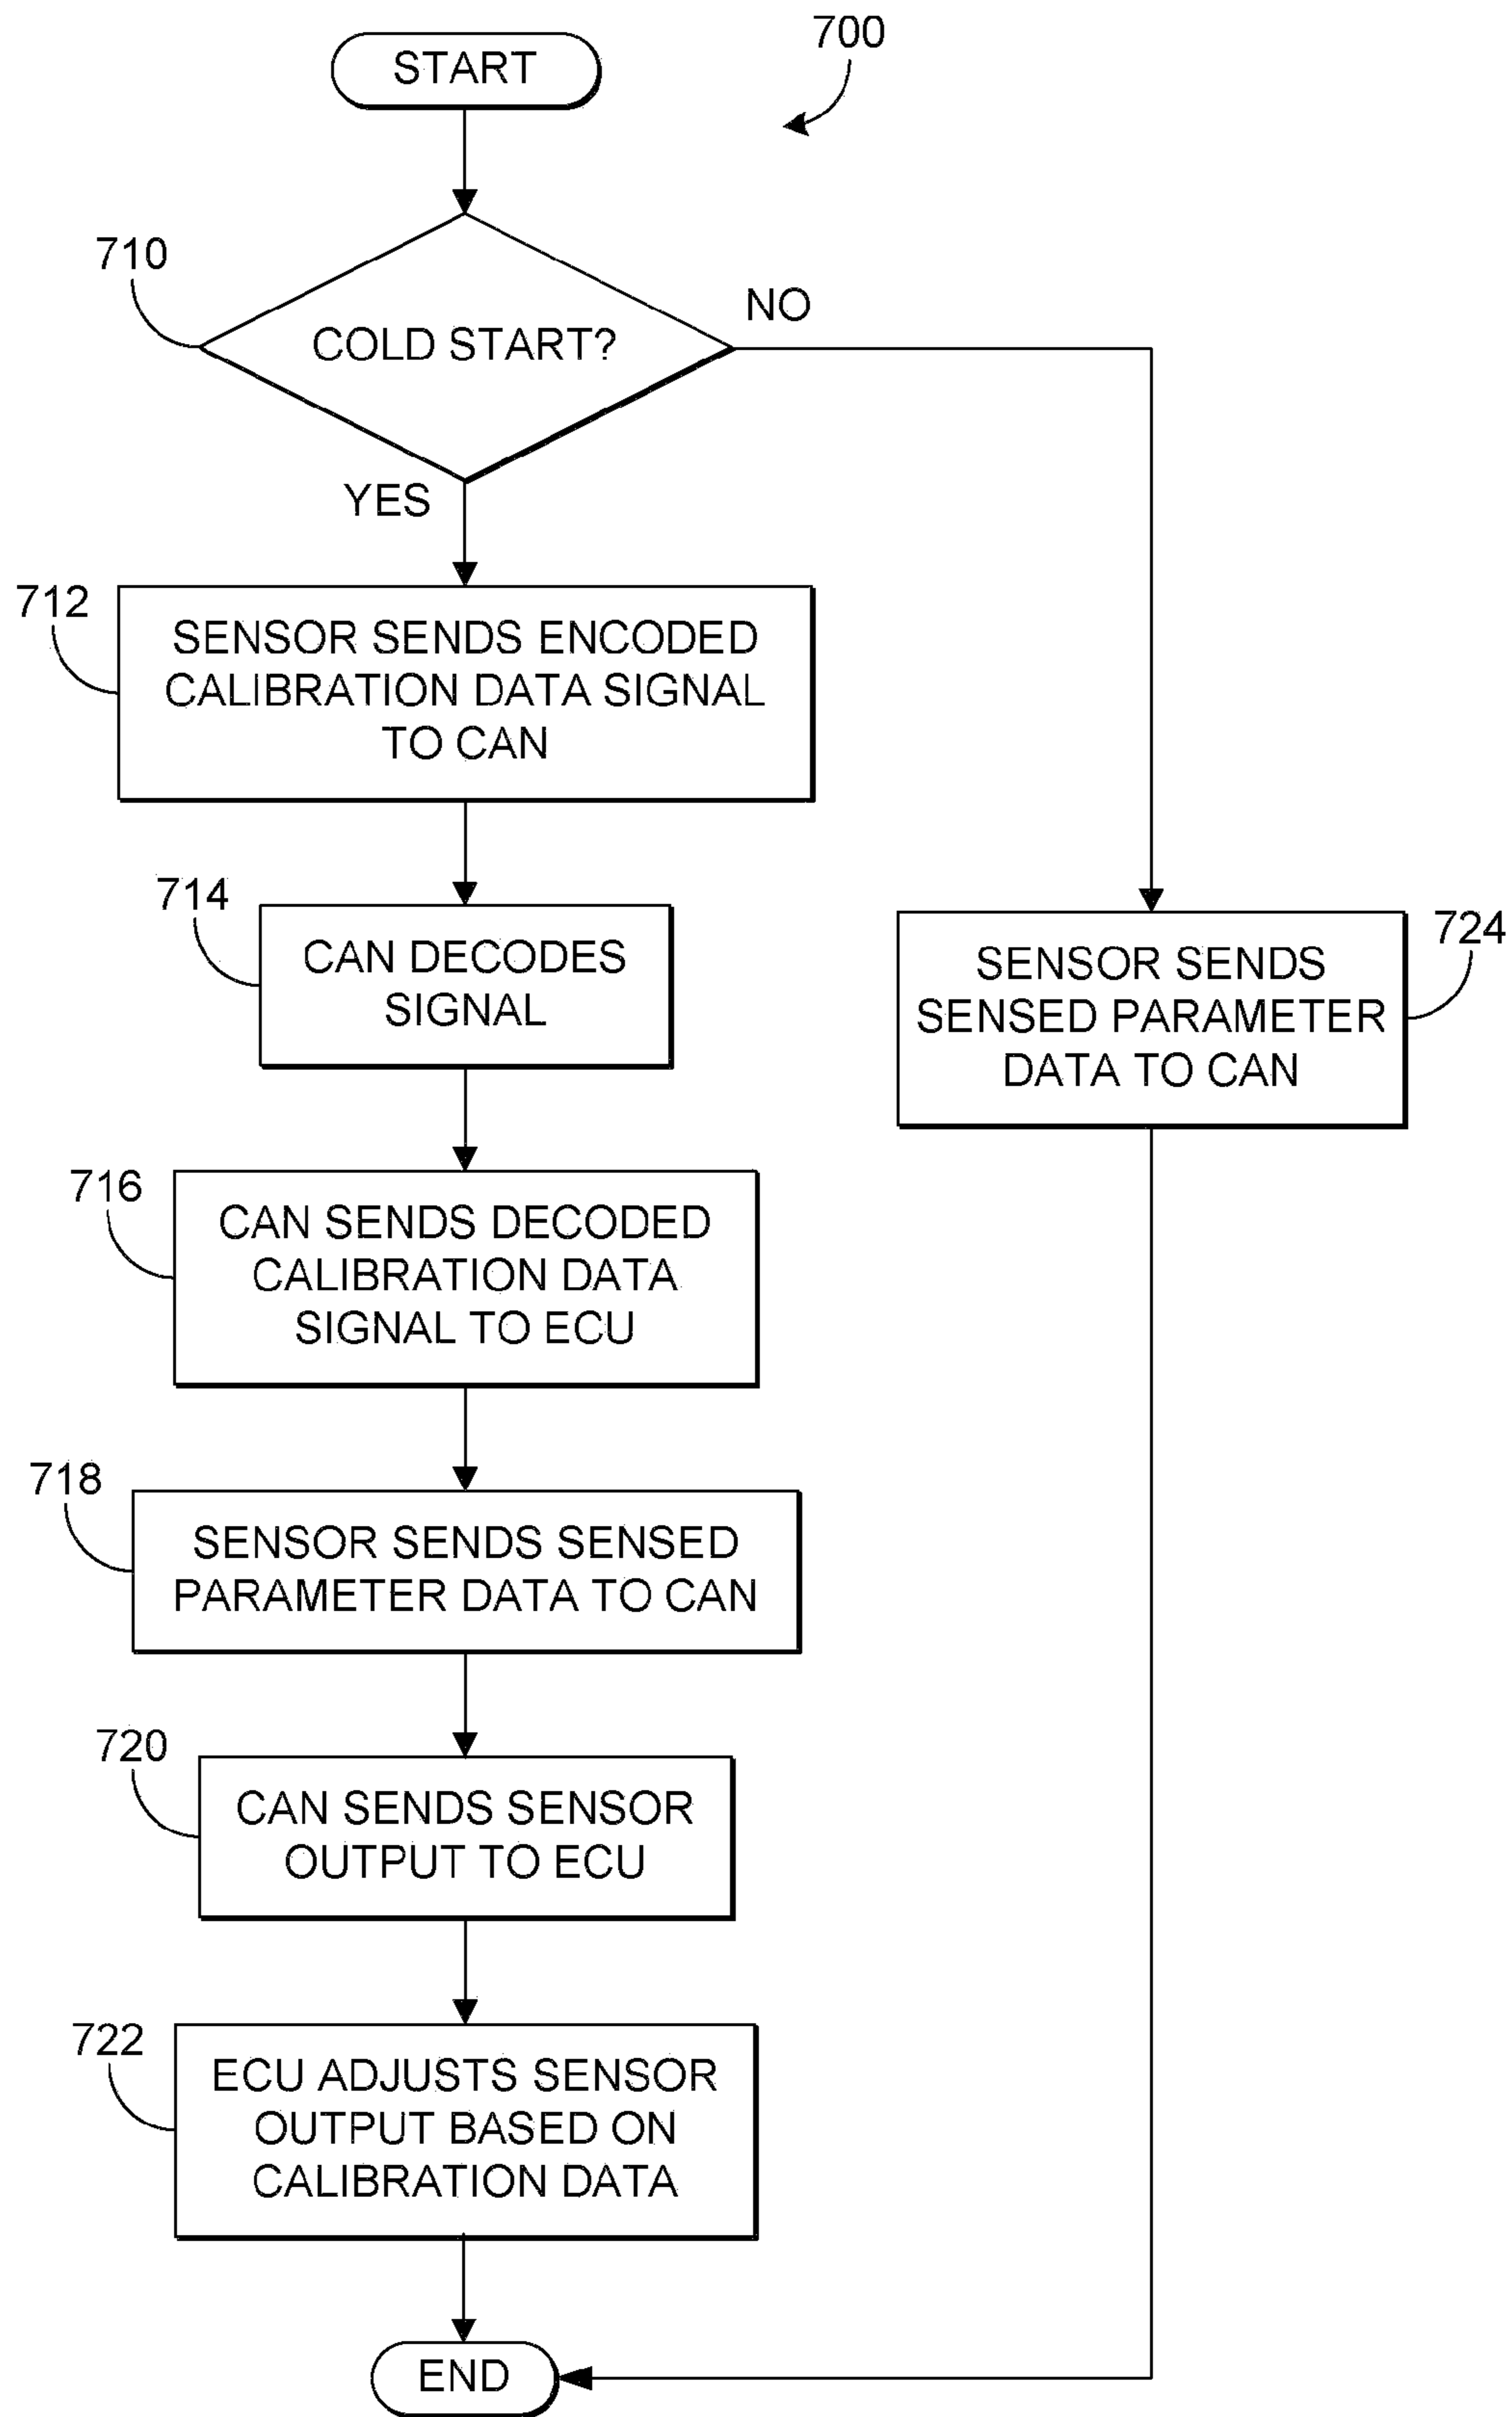 START
700
710
COLD START?
NO
YES
712
SENSOR SENDS ENCODED
CALIBRATION DATA SIGNAL
TO CAN
714
CAN DECODES
SIGNAL
724
SENSOR SENDS
SENSED PARAMETER
DATA TO CAN
716
CAN SENDS DECODED
CALIBRATION DATA
SIGNAL TO ECU
718
SENSOR SENDS SENSED
PARAMETER DATA TO CAN
720
CAN SENDS SENSOR
OUTPUT TO ECU
722
ECU ADJUSTS SENSOR
OUTPUT BASED ON
CALIBRATION DATA
END